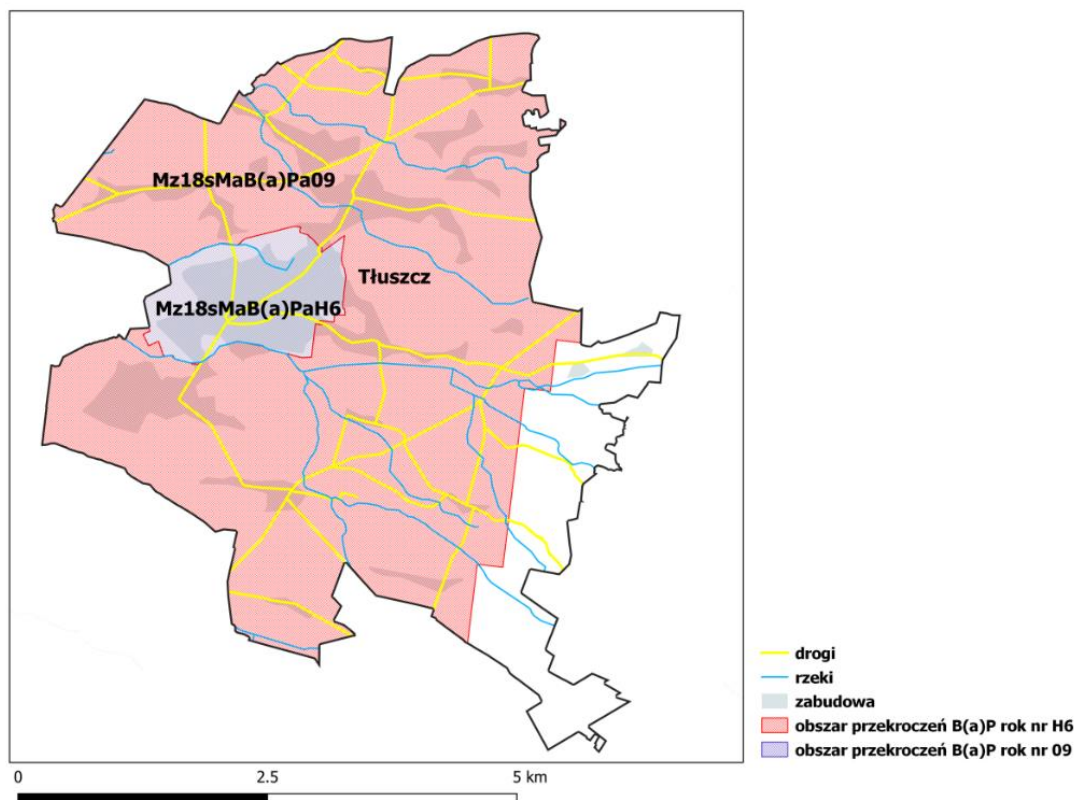 Mz18sMaB(a)Pa09
Tłuszcz
Mz18sMaB(a)PaH6
drogi
rzeki
zabudowa
obszar przekroczeń B(a)P rok nr H6
obszar przekroczeń B(a)P rok nr 09
0 2.5 5 km